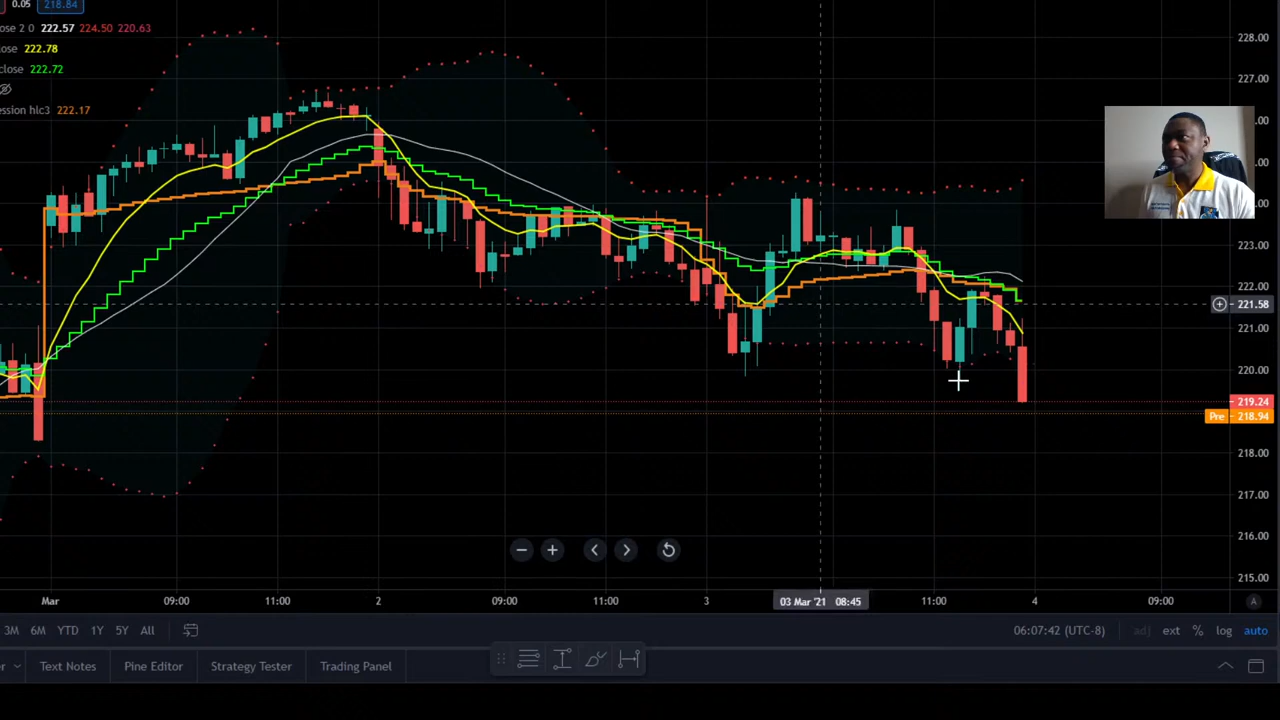 0.05 218.84
ose 2 0 222.57 224.50 220.63
ose 222.78
close 222.72
ession hlc3 222.17
228.00
227.00
223.00
222.00
221.58
221.00
220.00
219.24
Pre 218.94
218.00
217.00
216.00
215.00
Mar 09:00 11:00 2 09:00 11:00 3 03 Mar '21 08:45 11:00 4 09:00 A
3M 6M YTD 1Y 5Y All 06:07:42 (UTC-8) adj ext % log auto
r Text Notes Pine Editor Strategy Tester Trading Panel